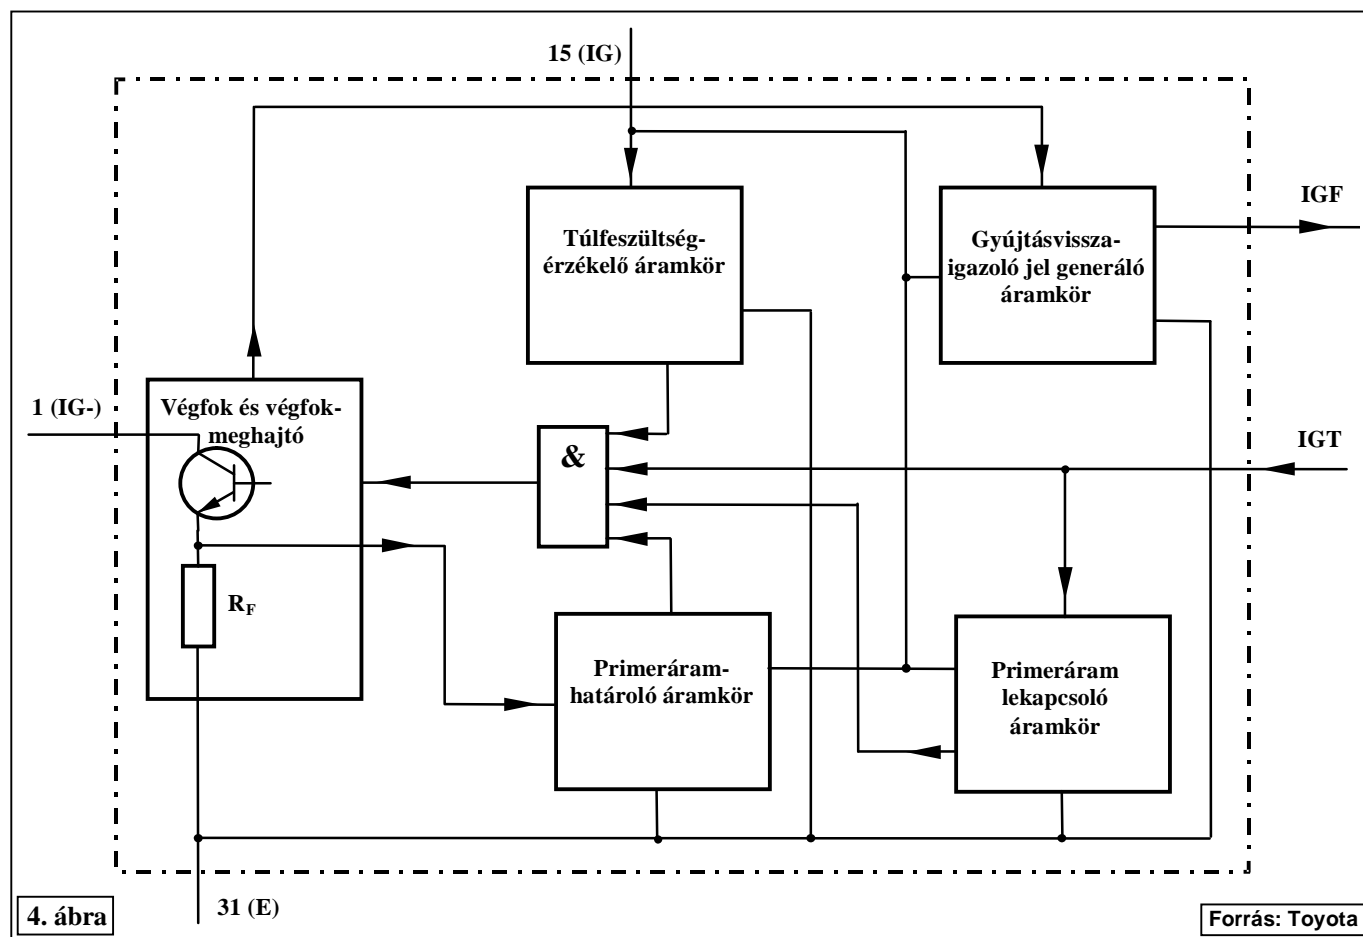 15 (IG)
Túlfeszültség-
érzékelő áramkör
Gyújtásvissza-
igazoló jel generáló
áramkör
IGF
1 (IG-)
Végfok és végfok-
meghajtó
&
IGT
R_F
Primeráram-
határoló áramkör
Primeráram
lekapcsoló
áramkör
31 (E)
4. ábra
Forrás: Toyota